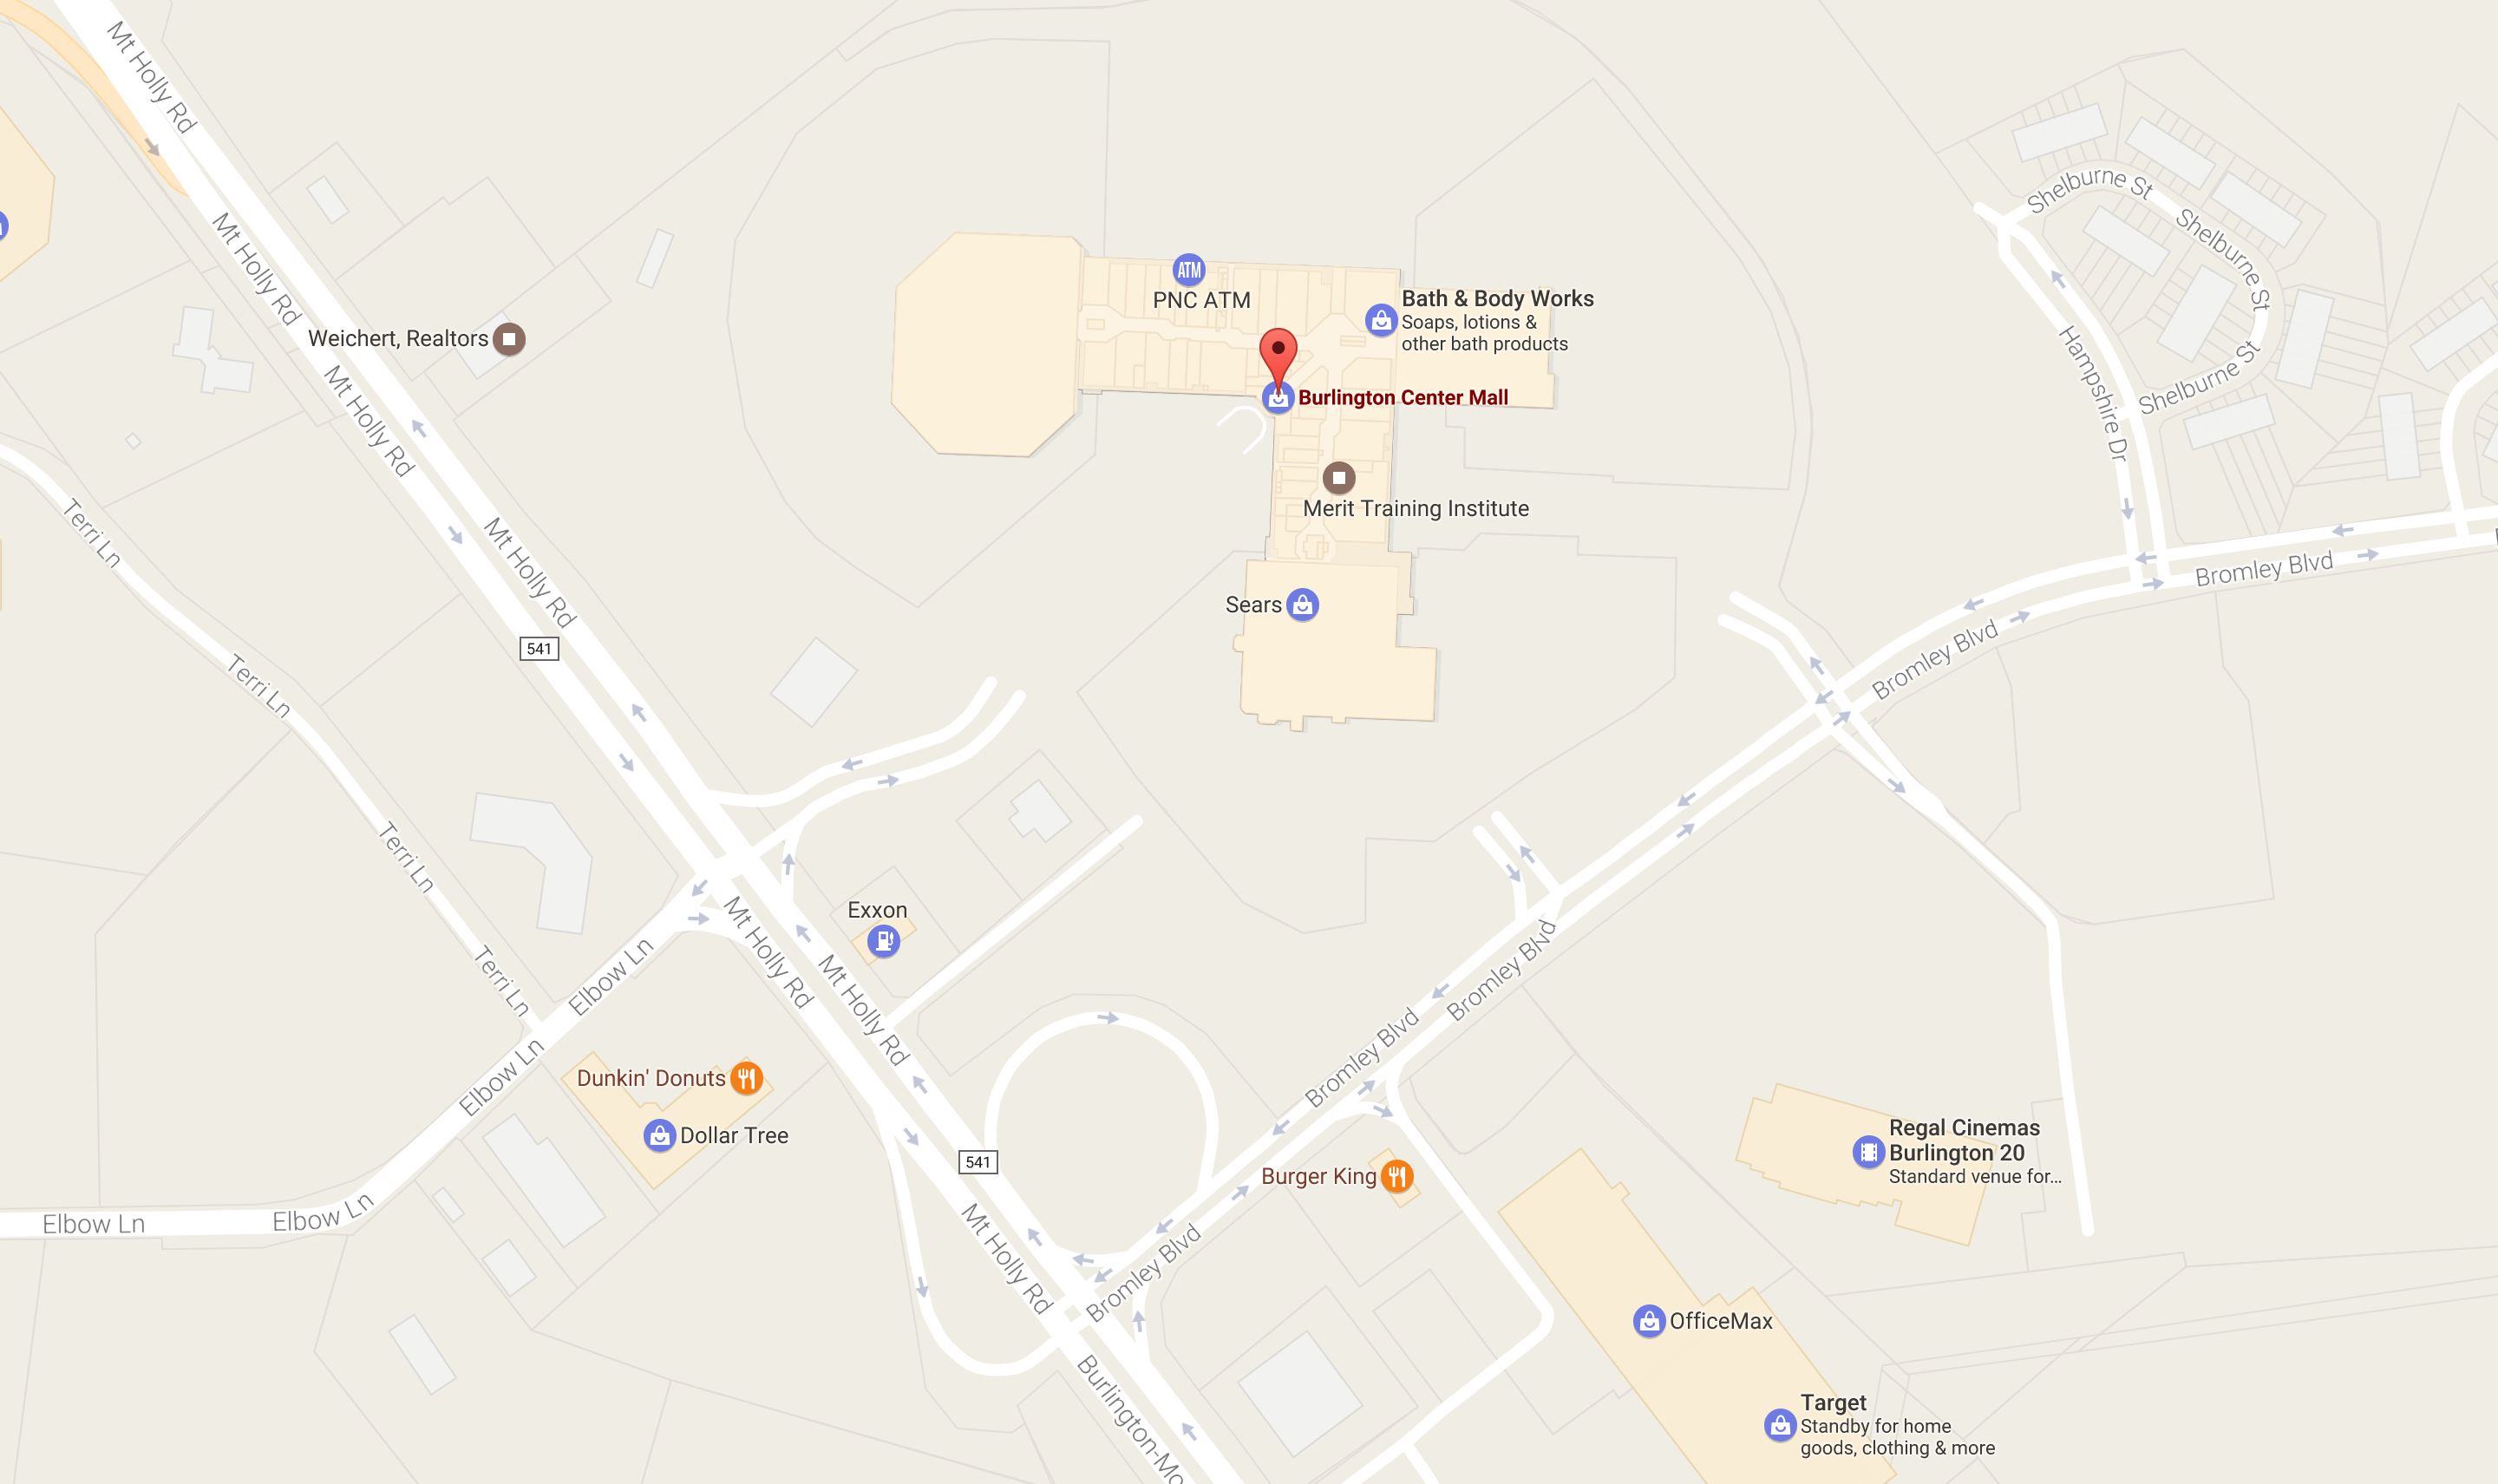 Mt Holly Rd
Shelburne St
Mt Holly Rd
Shelburne St
ATM
PNC ATM
Bath & Body Works
Soaps, lotions &
other bath products
Weichert, Realtors
Hampshire Dr
Shelburne St
Mt Holly Rd
Burlington Center Mall
Merit Training Institute
Terri Ln
Mt Holly Rd
Bromley Blvd
Sears
541
Terri Ln
Bromley Blvd
Terri Ln
Exxon
Mt Holly Rd
Elbow Ln
Terri Ln
Mt Holly Rd
Bromley Blvd
Bromley Blvd
Elbow Ln
Dunkin' Donuts
Dollar Tree
541
Burger King
Regal Cinemas
Burlington 20
Standard venue for...
Elbow Ln
Elbow Ln
Mt Holly Rd
Bromley Blvd
OfficeMax
Burlington-Mo
Target
Standby for home
goods, clothing & more